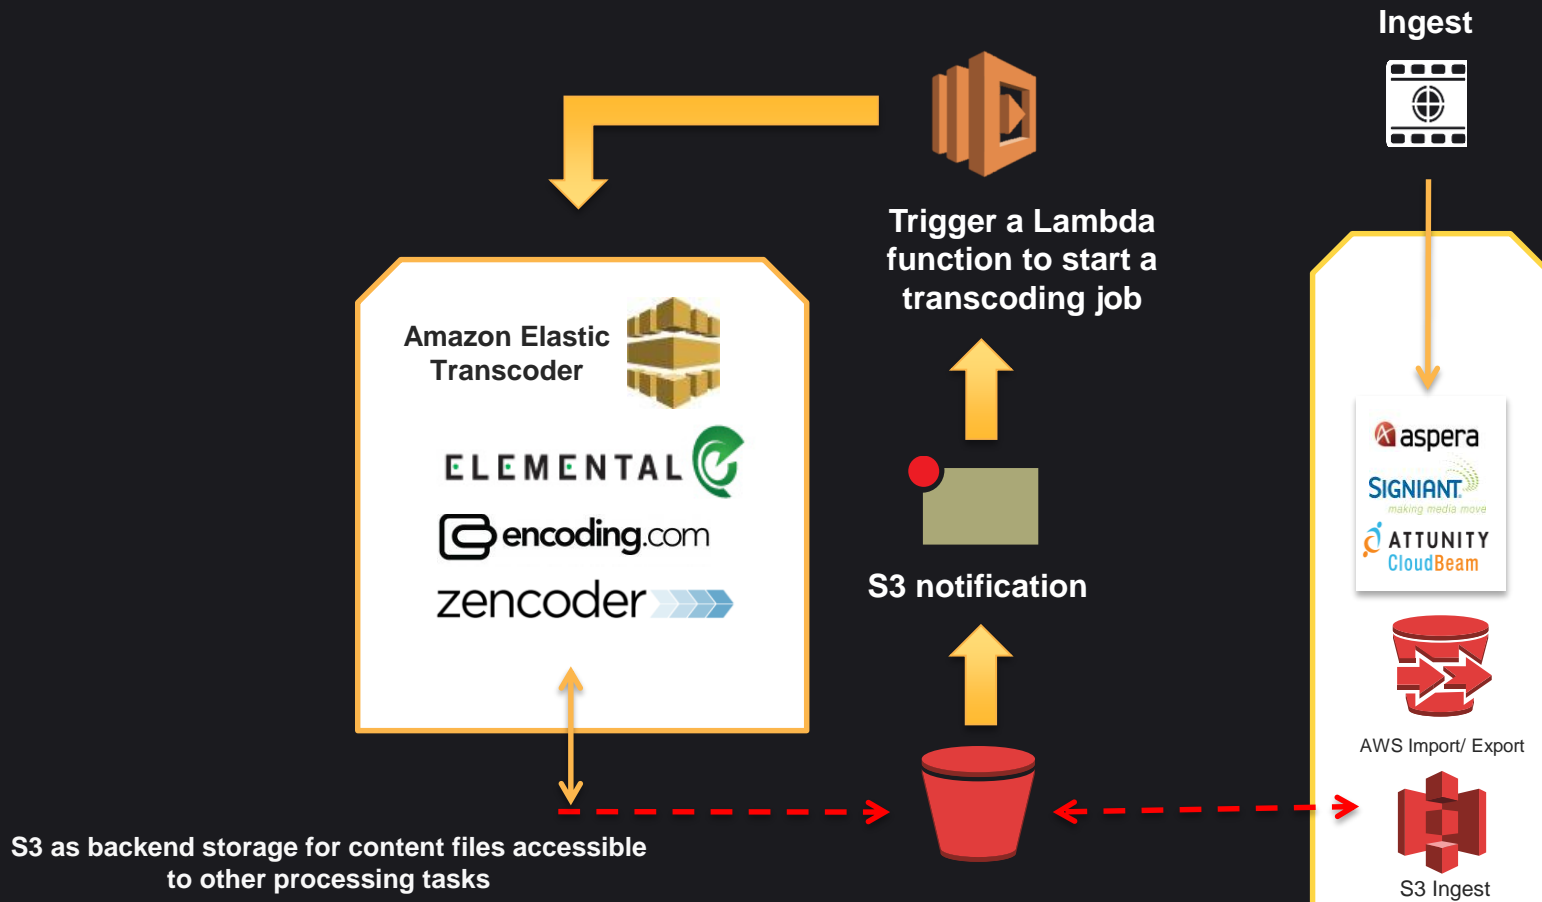 Ingest
Trigger a Lambda
function to start a
transcoding job
Amazon Elastic
Transcoder
ELEMENTAL
encoding.com
zencoder
aspera
SIGNIANT
making media move
ATTUNITY
CloudBeam
S3 notification
AWS Import/ Export
S3 as backend storage for content files accessible
to other processing tasks
S3 Ingest